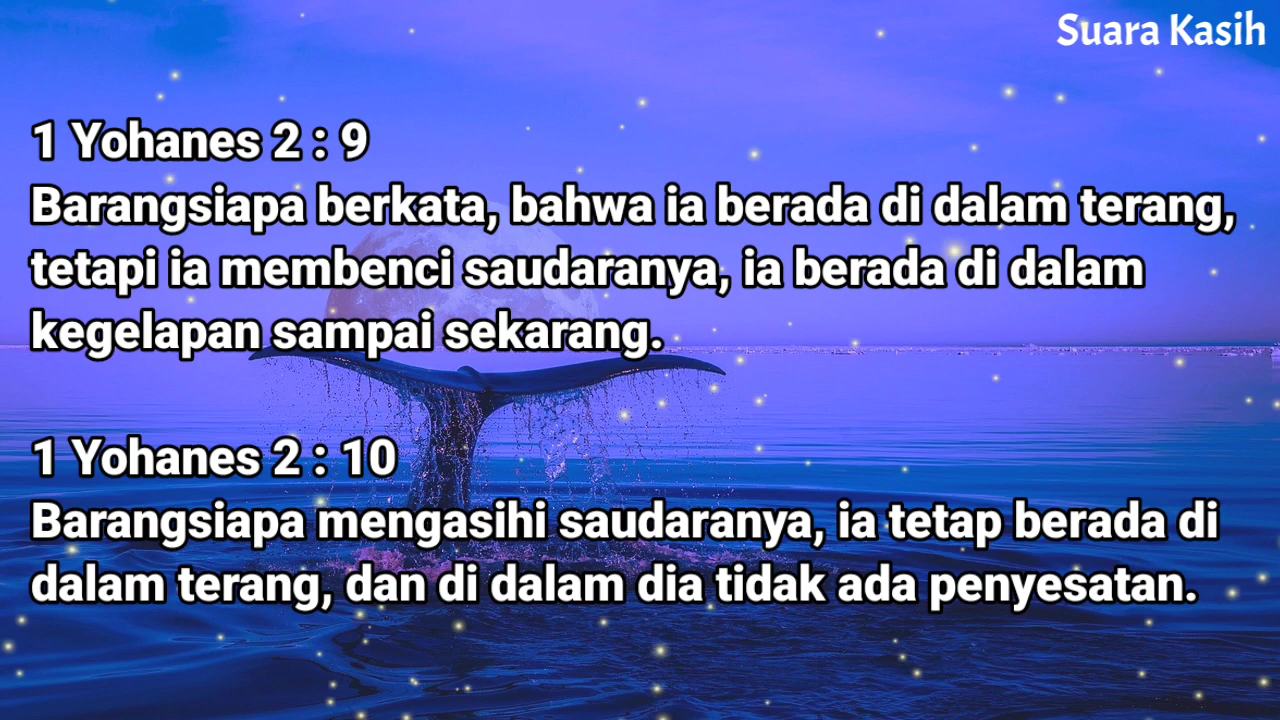 Suara Kasih
1 Yohanes 2 : 9
Barangsiapa berkata, bahwa ia berada di dalam terang,
tetapi ia membenci saudaranya, ia berada di dalam
kegelapan sampai sekarang.
1 Yohanes 2 : 10
Barangsiapa mengasihi saudaranya, ia tetap berada di
dalam terang, dan di dalam dia tidak ada penyesatan.